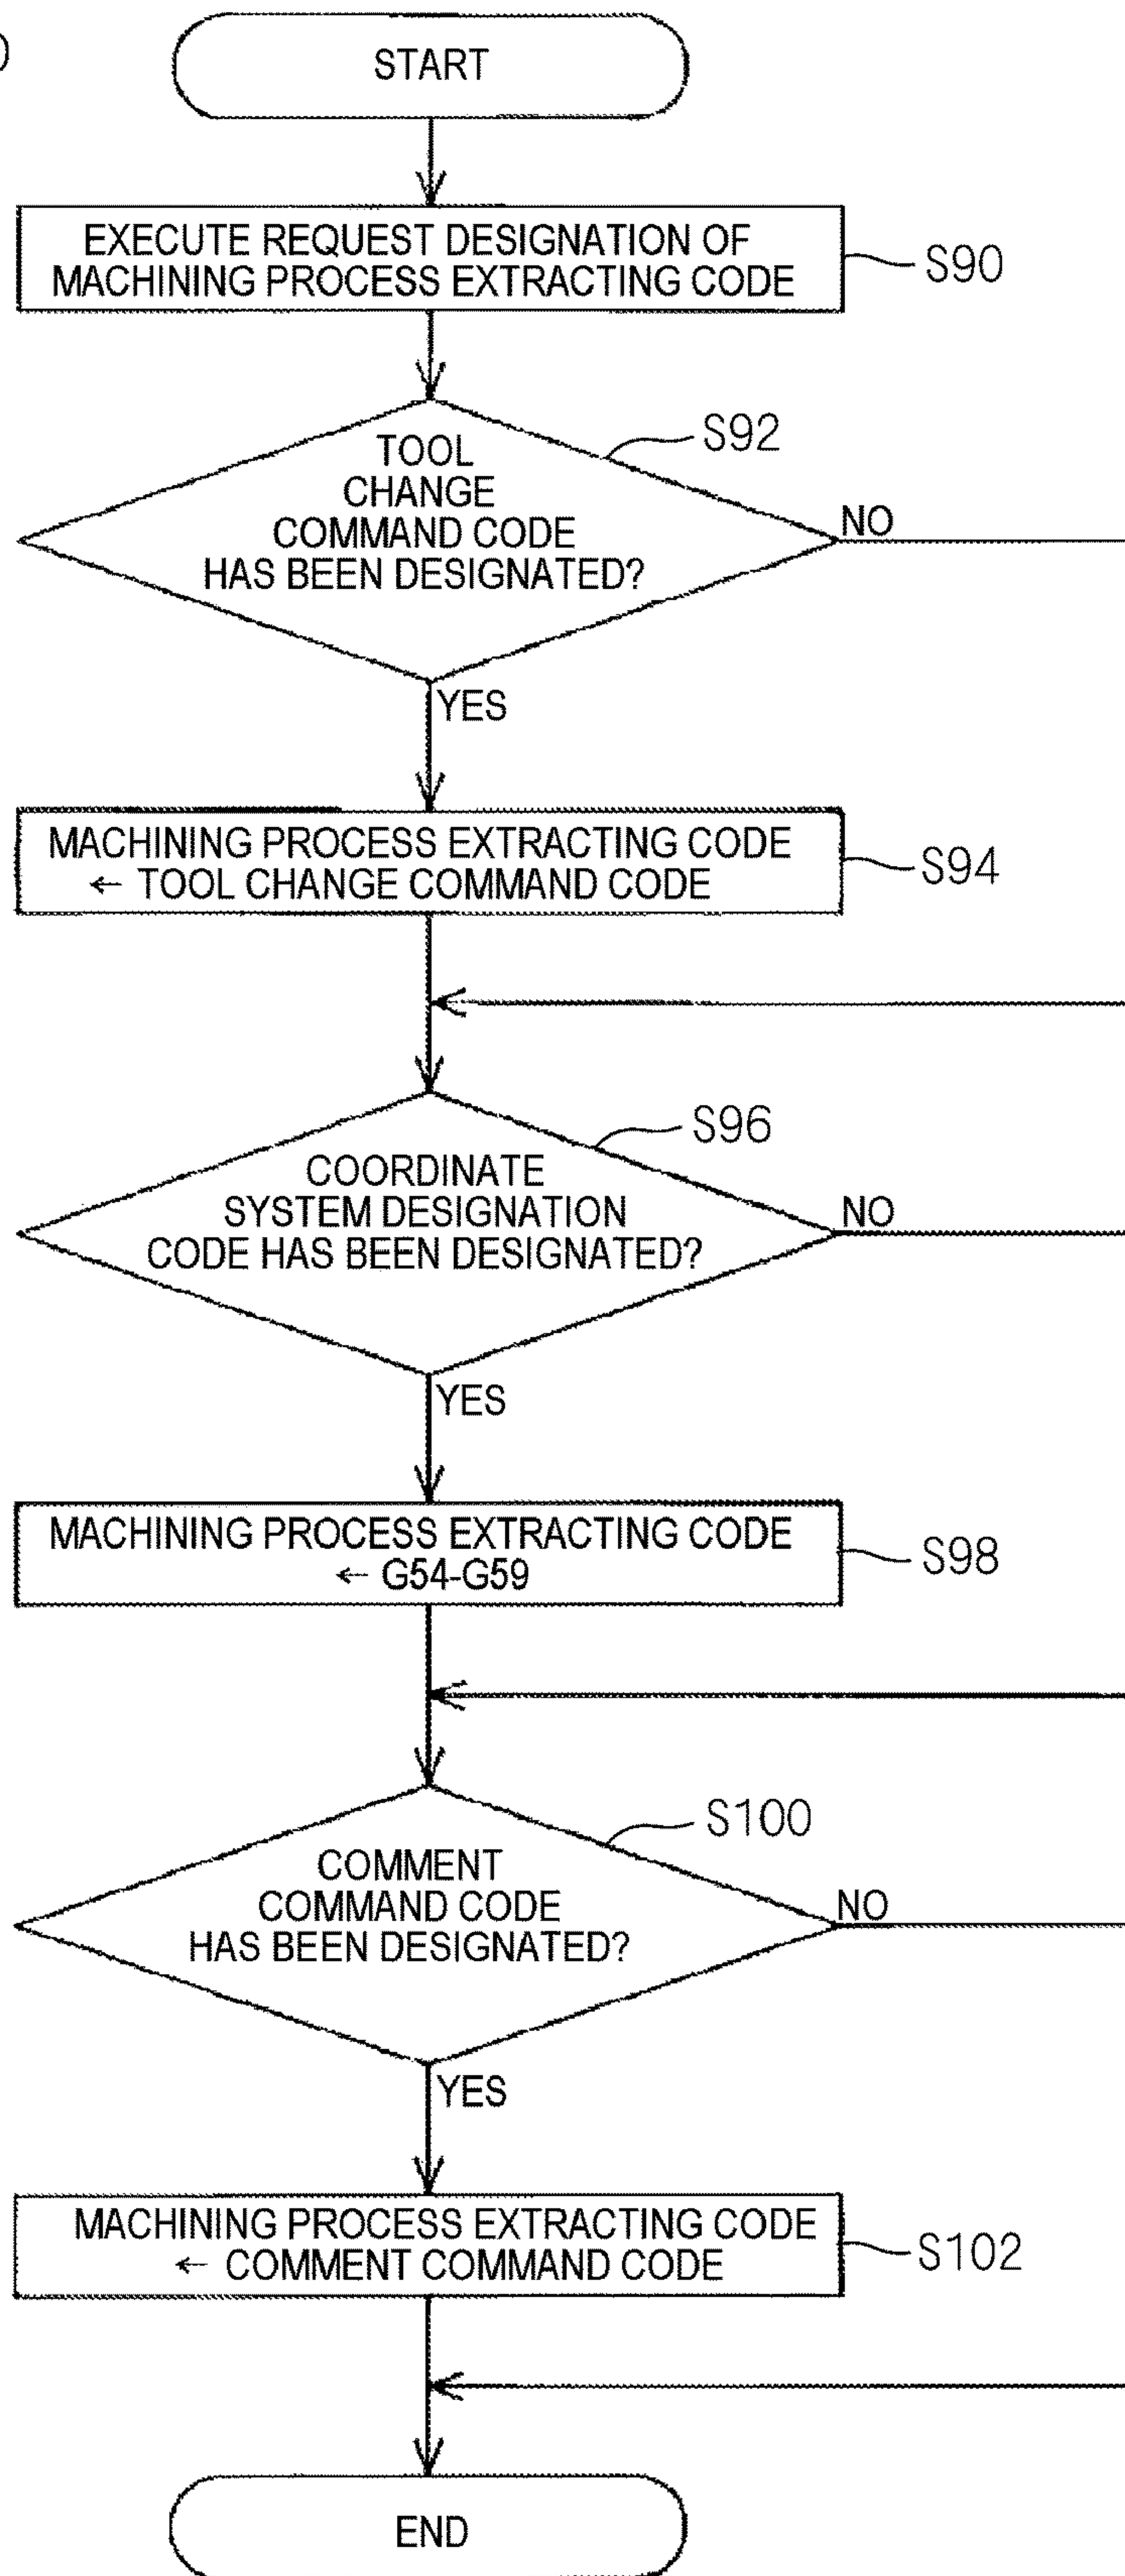 START
EXECUTE REQUEST DESIGNATION OF
MACHINING PROCESS EXTRACTING CODE
S90
TOOL
CHANGE
COMMAND CODE
HAS BEEN DESIGNATED?
S92
NO
YES
MACHINING PROCESS EXTRACTING CODE
← TOOL CHANGE COMMAND CODE
S94
COORDINATE
SYSTEM DESIGNATION
CODE HAS BEEN DESIGNATED?
S96
NO
YES
MACHINING PROCESS EXTRACTING CODE
← G54-G59
S98
COMMENT
COMMAND CODE
HAS BEEN DESIGNATED?
S100
NO
YES
MACHINING PROCESS EXTRACTING CODE
← COMMENT COMMAND CODE
S102
END